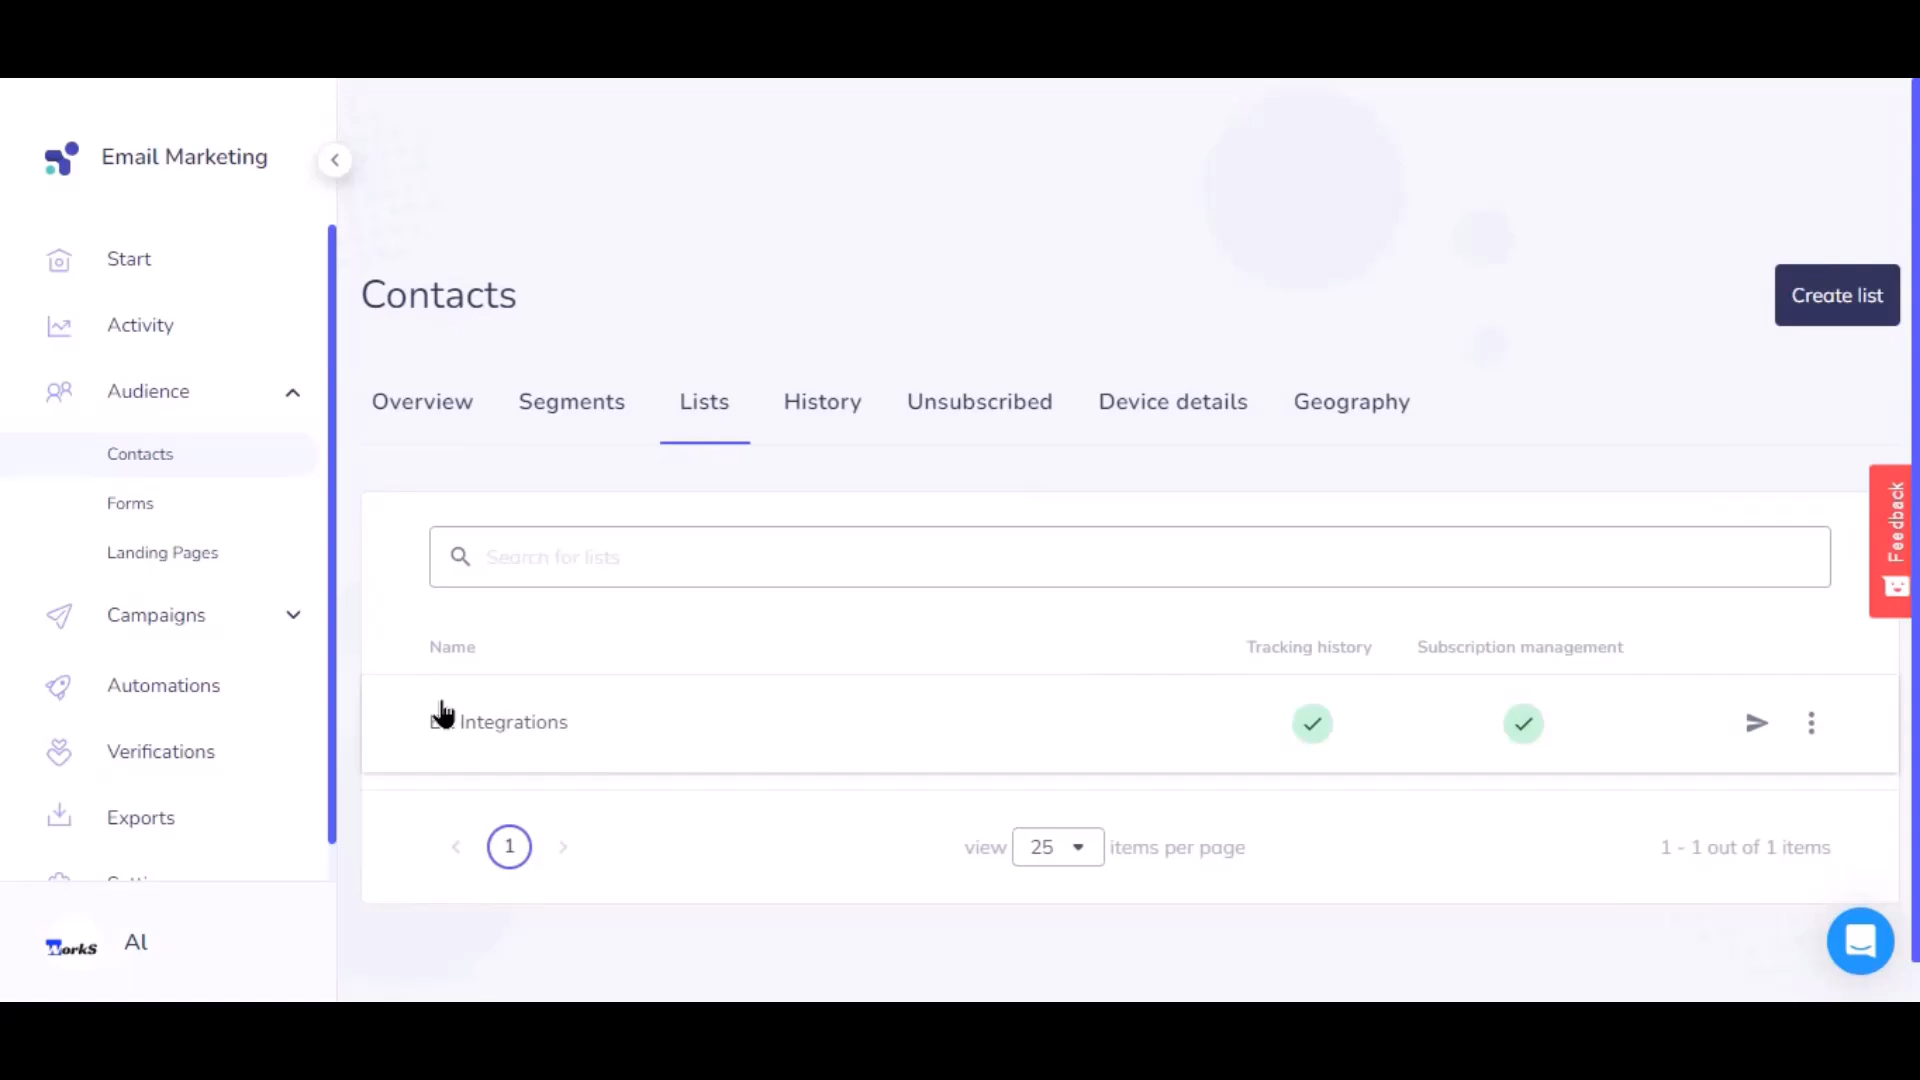 Email Marketing
Start
Activity
Audience
Contacts
Forms
Landing Pages
Campaigns
Automations
Verifications
Exports
WorkS
Al
Contacts
Create list
Overview
Segments
Lists
History
Unsubscribed
Device details
Geography
Search for lists
Name
Tracking history
Subscription management
Integrations
1
view 25 items per page
1 - 1 out of 1 items
Feedback